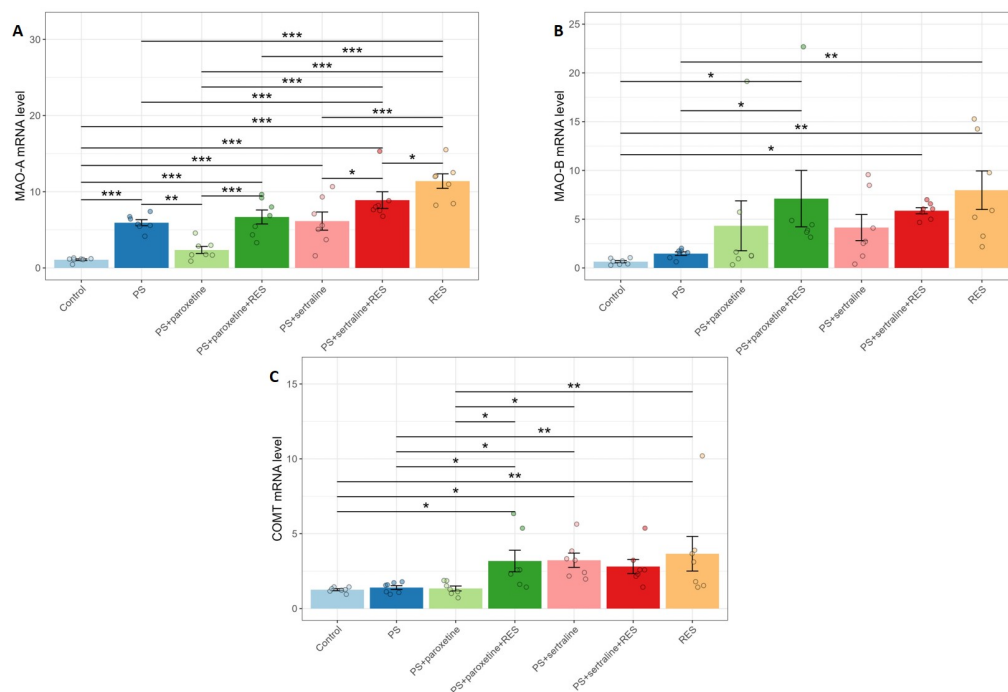 A
MAO-A mRNA level
30
20
10
0
***
***
***
***
***
***
***
***
***
*
***
*
***
**
***
Control
PS
PS+paroxetine
PS+paroxetine+RES
PS+sertraline
PS+sertraline+RES
RES
B
MAO-B mRNA level
25
20
15
10
5
0
**
*
*
**
*
Control
PS
PS+paroxetine
PS+paroxetine+RES
PS+sertraline
PS+sertraline+RES
RES
C
COMT mRNA level
15
10
5
0
**
*
*
**
*
*
**
*
*
Control
PS
PS+paroxetine
PS+paroxetine+RES
PS+sertraline
PS+sertraline+RES
RES